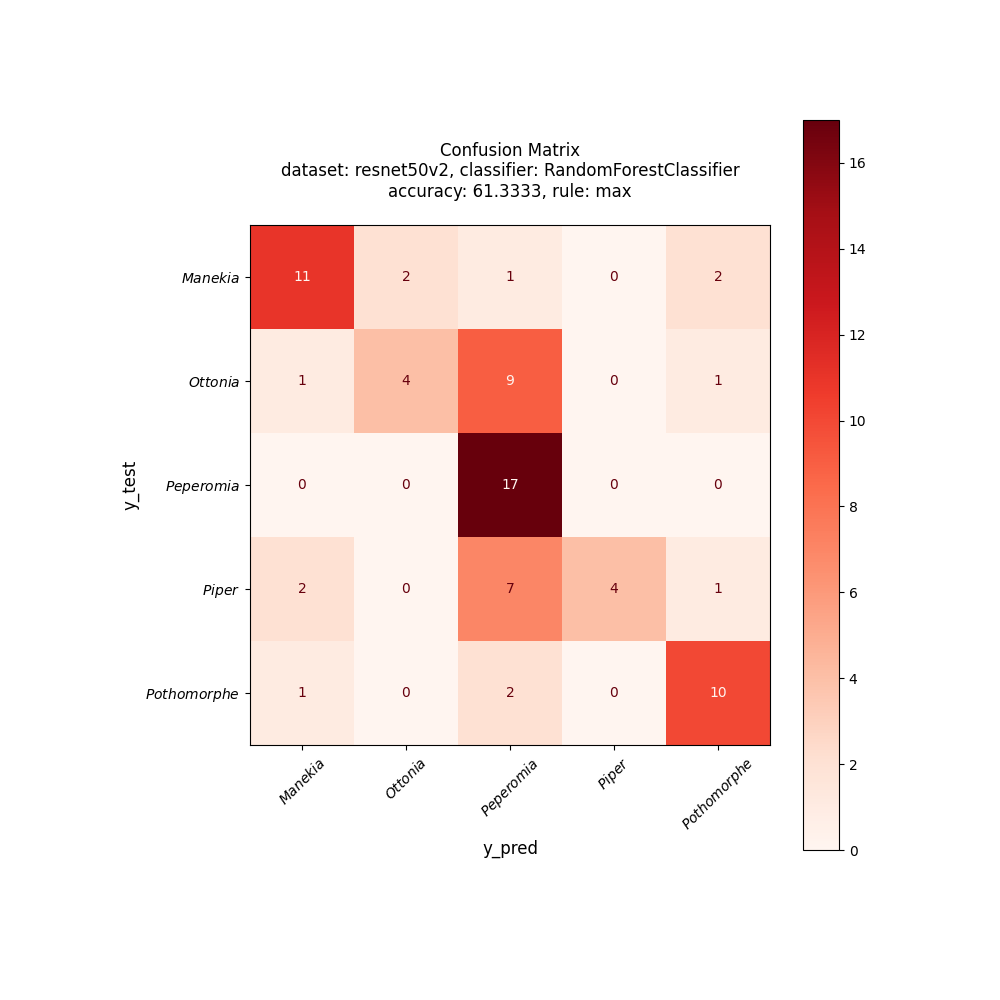 Confusion Matrix
dataset: resnet50v2, classifier: RandomForestClassifier
accuracy: 61.3333, rule: max
Manekia 11 2 1 0 2
Ottonia 1 4 9 0 1
Peperomia 0 0 17 0 0
Piper 2 0 7 4 1
Pothomorphe 1 0 2 0 10
y_test
Manekia Ottonia Peperomia Piper Pothomorphe
y_pred
16
14
12
10
8
6
4
2
0